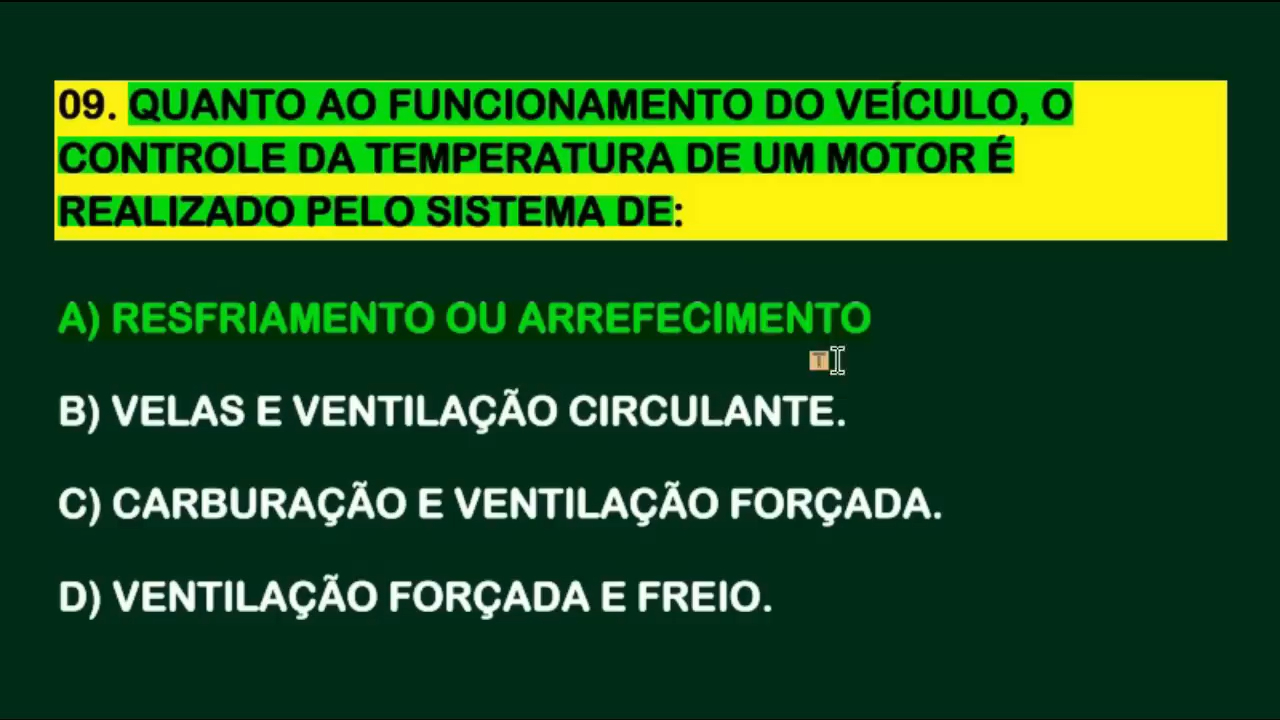 09. QUANTO AO FUNCIONAMENTO DO VEÍCULO, O
CONTROLE DA TEMPERATURA DE UM MOTOR É
REALIZADO PELO SISTEMA DE:
A) RESFRIAMENTO OU ARREFECIMENTO
T
B) VELAS E VENTILAÇÃO CIRCULANTE.
C) CARBURAÇÃO E VENTILAÇÃO FORÇADA.
D) VENTILAÇÃO FORÇADA E FREIO.